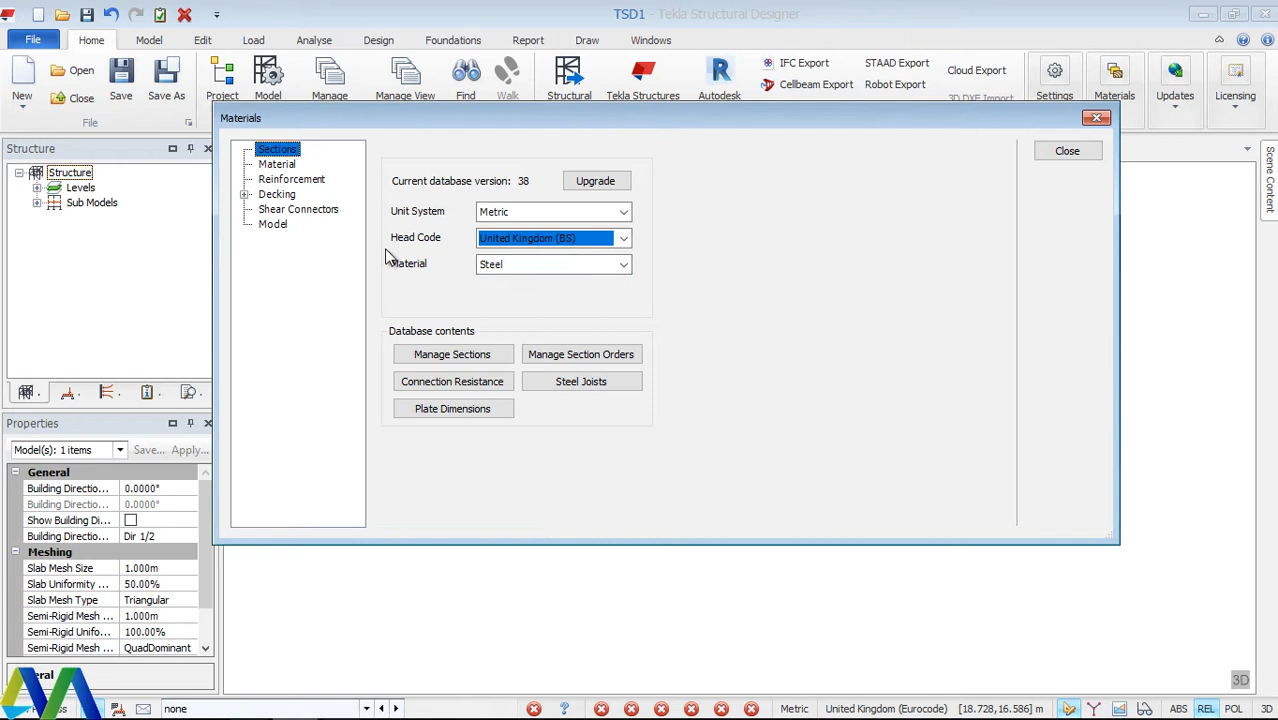 TSD1 - Tekla Structural Designer
File Home Model Edit Load Analyse Design Foundations Report Draw Windows
New Open Close Save Save As Project Model Manage Manage View Find Walk Structural Tekla Structures Autodesk IFC Export Cellbeam Export STAAD Export Robot Export Cloud Export 3D DXF Import Settings Materials Updates Licensing
File
Structure
Structure
Levels
Sub Models
Scene Content
Materials
Sections
Material
Reinforcement
Decking
Shear Connectors
Model
Current database version: 38 Upgrade
Unit System Metric
Head Code United Kingdom (BS)
Material Steel
Database contents
Manage Sections Manage Section Orders
Connection Resistance Steel Joists
Plate Dimensions
Close
Properties
Model(s): 1 items Save... Apply...
General
Building Directio... 0.0000°
Building Directio... 0.0000°
Show Building Di...
Building Directio... Dir 1/2
Meshing
Slab Mesh Size 1.000m
Slab Uniformity 50.00%
Slab Mesh Type Triangular
Semi-Rigid Mesh ... 1.000m
Semi-Rigid Unifo... 100.00%
Semi-Rigid Mesh ... QuadDominant
3D
none Metric United Kingdom (Eurocode) [18.728,16.586] m ABS REL POL 3D